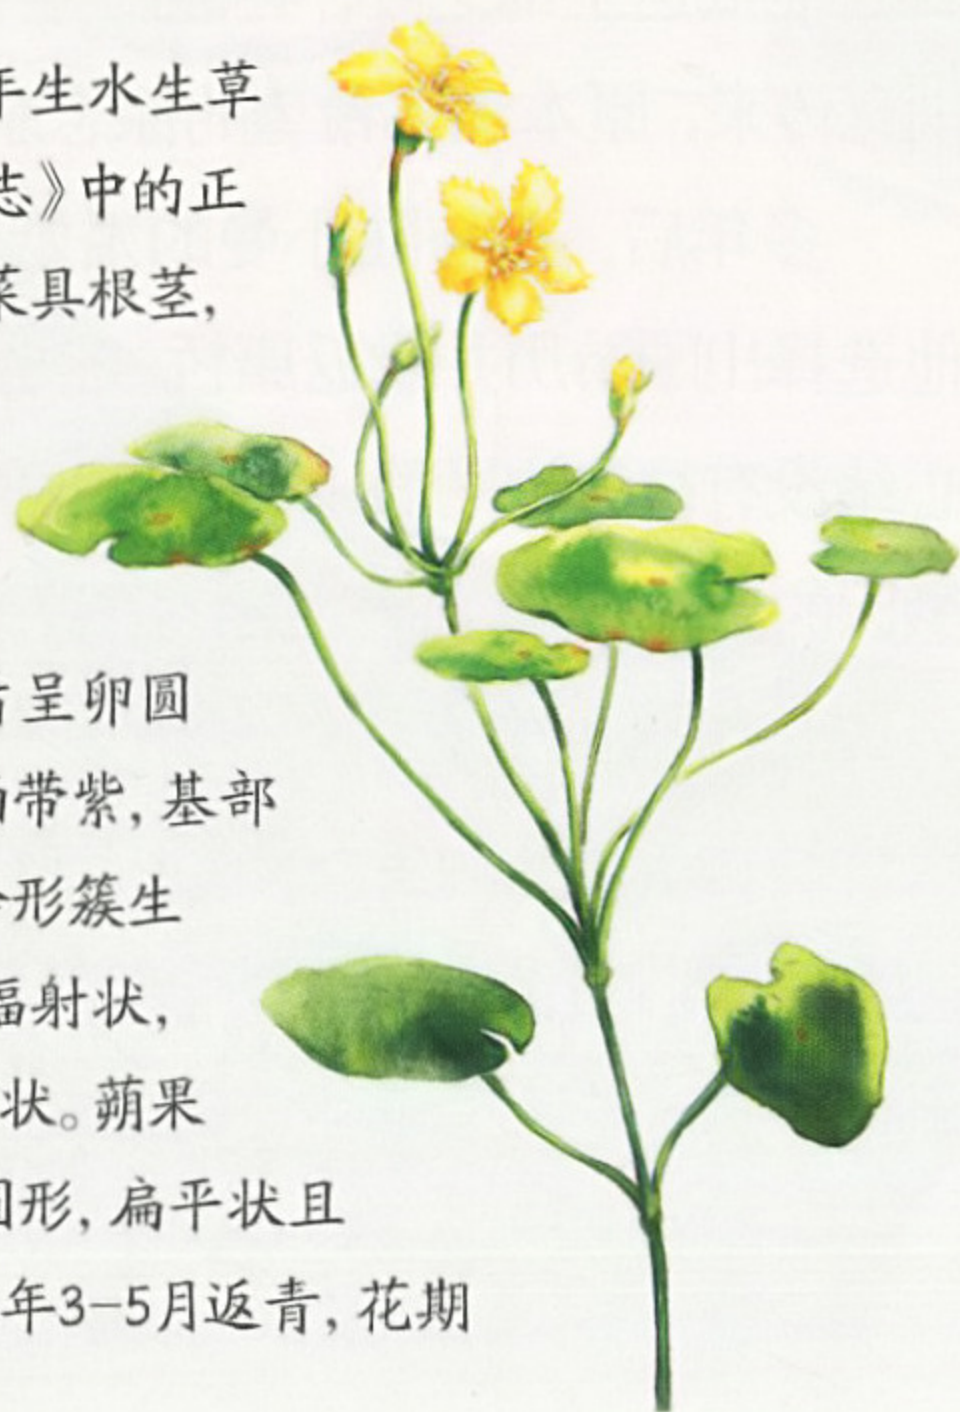 年生水生草
志》中的正
菜具根茎,
呈卵圆
带紫, 基部
形簇生
辐射状,
状。蒴果
圆形, 扁平状且
年3-5月返青, 花期